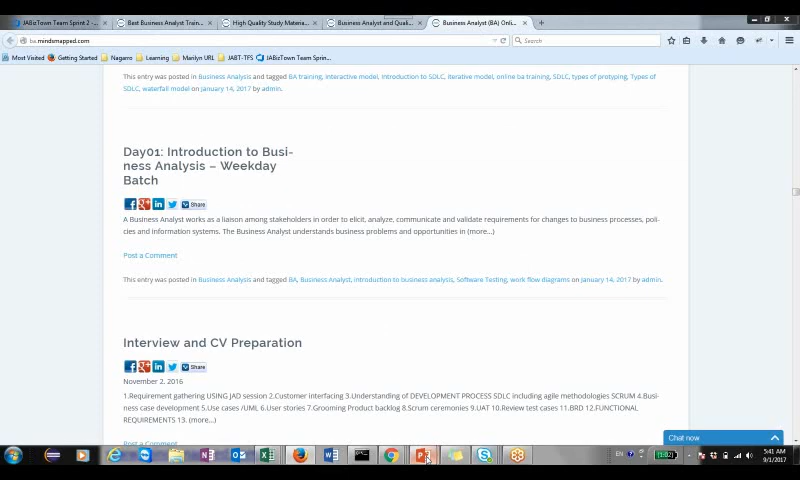 JABizTown Team Sprint 2 -...
Best Business Analyst Train...
High Quality Study Materia...
Business Analyst and Quali...
Business Analyst (BA) Onli...
ba.mindsmapped.com
Search
Most Visited Getting Started Nagarro Learning Marilyn URL JABT-TFS JABizTown Team Sprin...
This entry was posted in Business Analysis and tagged BA training, interactive model, introduction to SDLC, iterative model, online ba training, SDLC, types of protyping, Types of
SDLC, waterfall model on January 14, 2017 by admin.
Day01: Introduction to Busi-
ness Analysis – Weekday
Batch
Share
A Business Analyst works as a liaison among stakeholders in order to elicit, analyze, communicate and validate requirements for changes to business processes, poli-
cies and information systems. The Business Analyst understands business problems and opportunities in (more…)
Post a Comment
This entry was posted in Business Analysis and tagged BA, Business Analyst, introduction to business analysis, Software Testing, work flow diagrams on January 14, 2017 by admin.
Interview and CV Preparation
Share
November 2, 2016
1.Requirement gathering USING JAD session 2.Customer interfacing 3.Understanding of DEVELOPMENT PROCESS SDLC including agile methodologies SCRUM 4.Busi-
ness case development 5.Use cases /UML 6.User stories 7.Grooming Product backlog 8.Scrum ceremonies 9.UAT 10.Review test cases 11.BRD 12.FUNCTIONAL
REQUIREMENTS 13. (more…)
Post a Comment
Chat now
EN
(1:02)
5:41 AM
9/1/2017